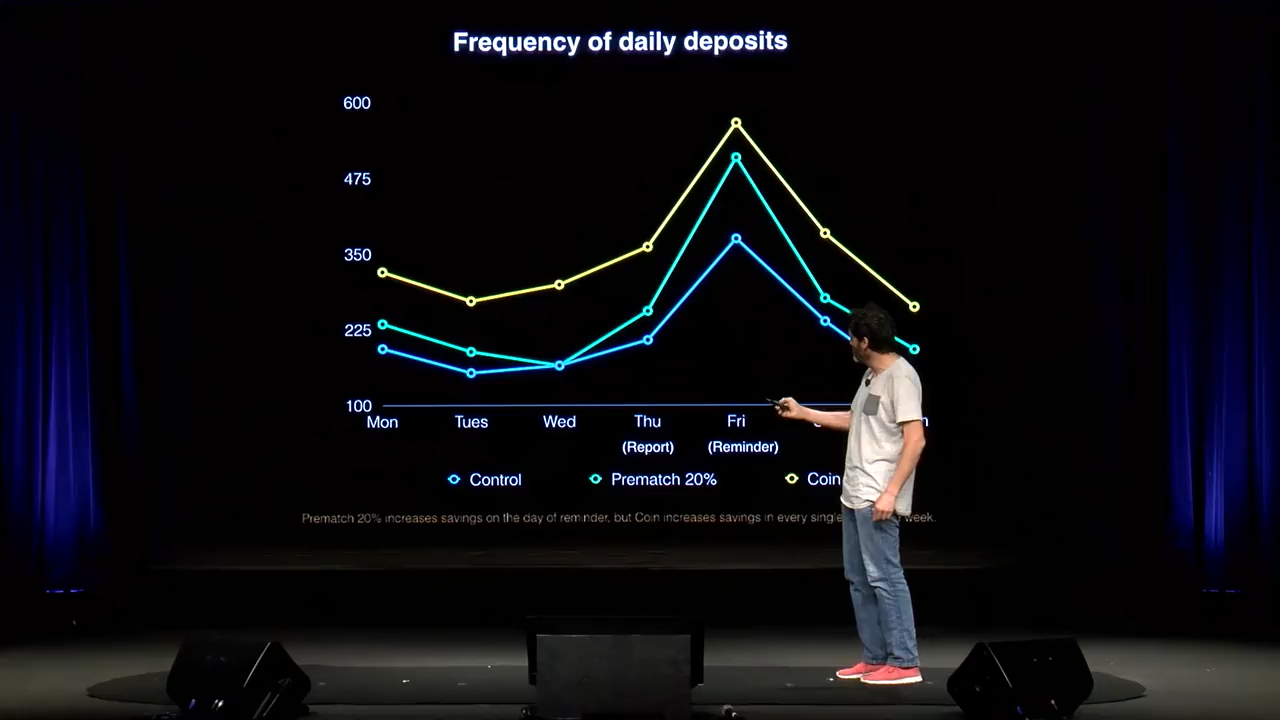 Frequency of daily deposits
600
475
350
225
100
Mon Tues Wed Thu Fri
(Report) (Reminder)
Control Prematch 20% Coin
Prematch 20% increases savings on the day of reminder, but Coin increases savings in every single week.